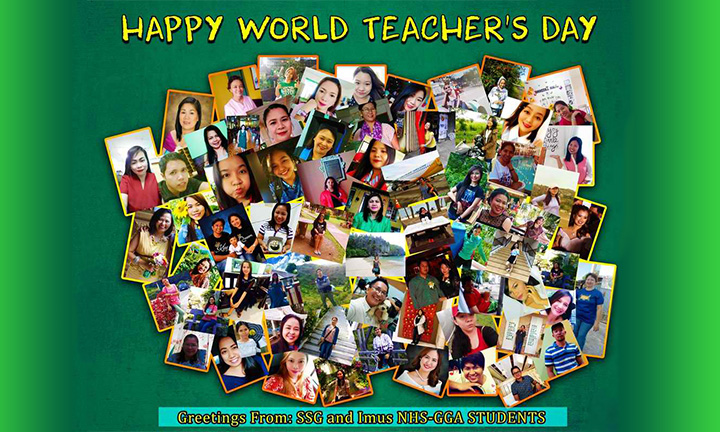 HAPPY WORLD TEACHER'S DAY
Greetings From: SSG and Imus NHS-GGA STUDENTS